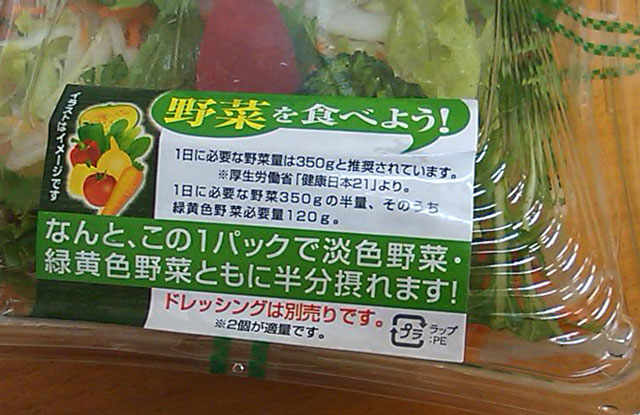 野菜を食べよう!
イラストはイメージです
1日に必要な野菜量は350gと推奨されています。
※厚生労働省「健康日本21」より。
1日に必要な野菜350gの半量、そのうち
緑黄色野菜必要量120g。
なんと、この1パックで淡色野菜・
緑黄色野菜ともに半分摂れます!
ドレッシングは別売りです。
※2個が適量です。
プラ
ラップ
:PE